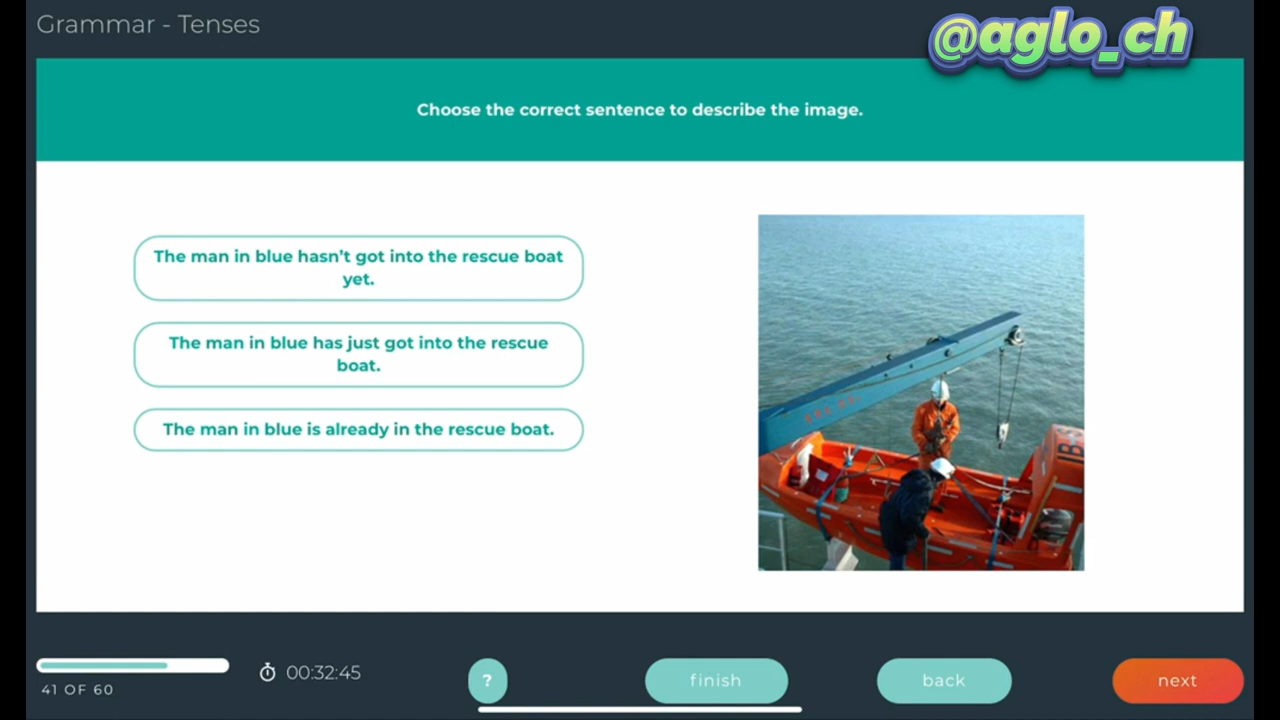 Grammar - Tenses
@aglo_ch
Choose the correct sentence to describe the image.
The man in blue hasn't got into the rescue boat
yet.
The man in blue has just got into the rescue
boat.
The man in blue is already in the rescue boat.
41 OF 60
00:32:45
?
finish
back
next